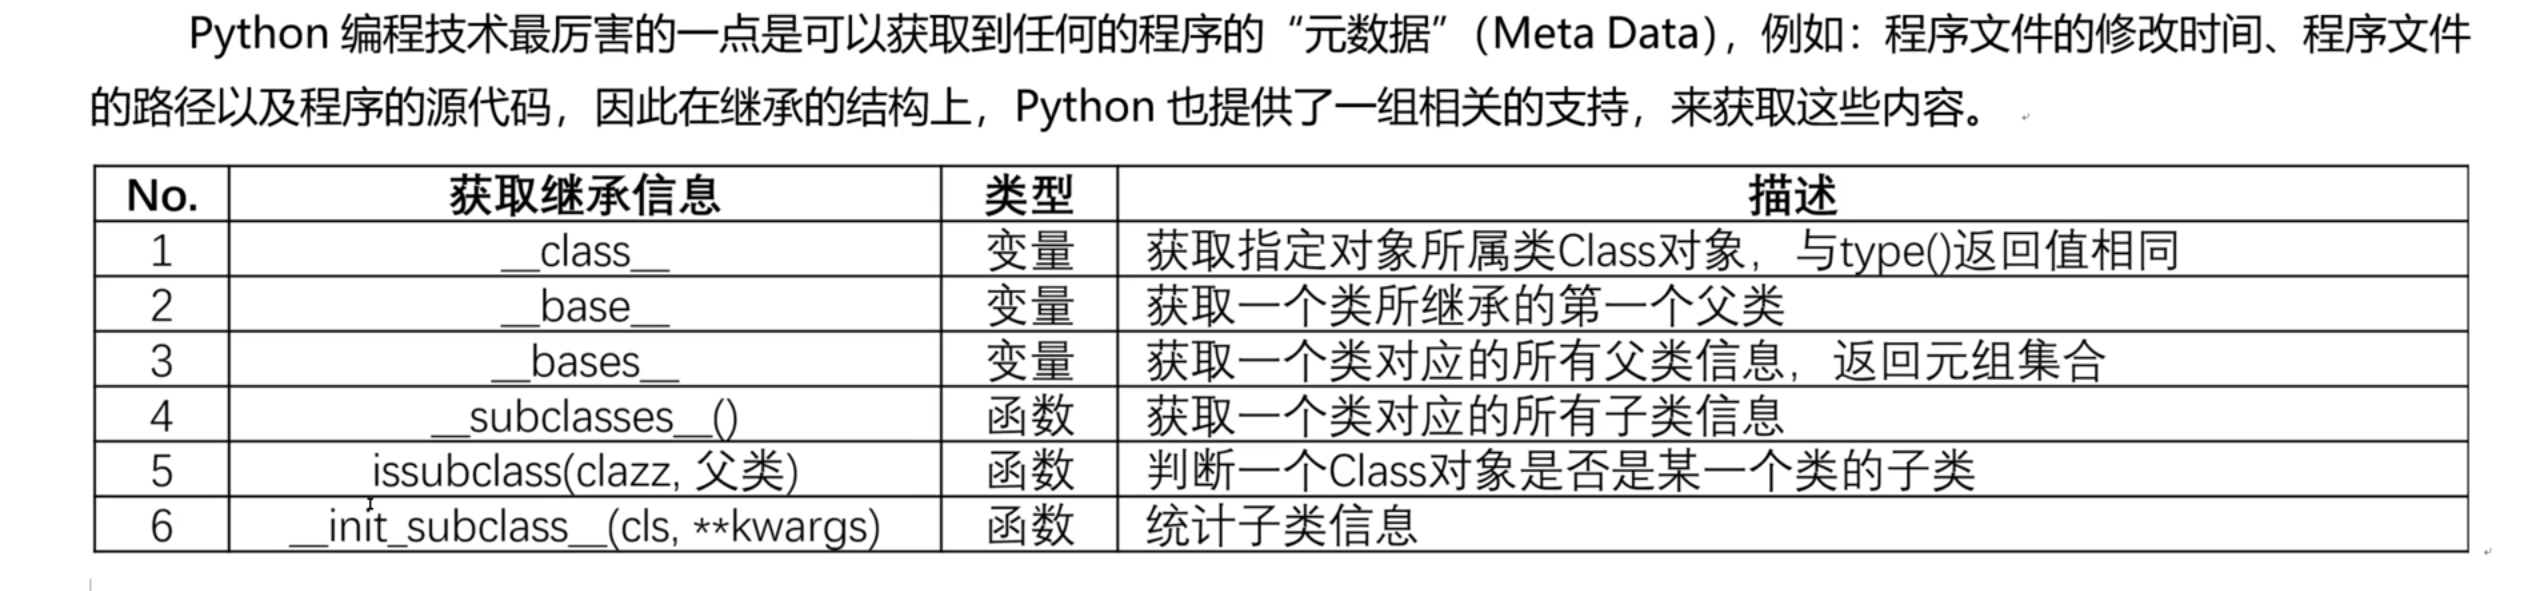 Python 编程技术最厉害的一点是可以获取到任何的程序的“元数据”（Meta Data），例如：程序文件的修改时间、程序文件
的路径以及程序的源代码，因此在继承的结构上，Python 也提供了一组相关的支持，来获取这些内容。
No. 获取继承信息 类型 描述
1 __class__ 变量 获取指定对象所属类Class对象，与type()返回值相同
2 __base__ 变量 获取一个类所继承的第一个父类
3 __bases__ 变量 获取一个类对应的所有父类信息，返回元组集合
4 __subclasses__() 函数 获取一个类对应的所有子类信息
5 issubclass(clazz, 父类) 函数 判断一个Class对象是否是某一个类的子类
6 __init_subclass__(cls, **kwargs) 函数 统计子类信息